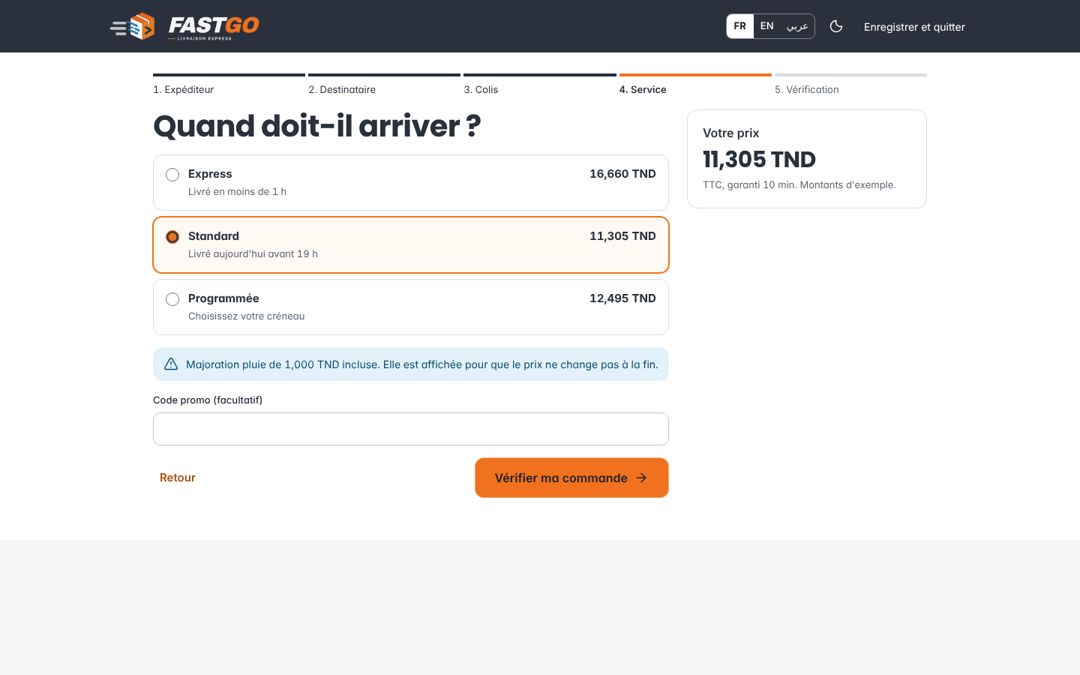 FASTGO
LIVRAISON EXPRESS
FR EN عربي
Enregistrer et quitter
1. Expéditeur
2. Destinataire
3. Colis
4. Service
5. Vérification
Quand doit-il arriver ?
Express 16,660 TND
Livré en moins de 1 h
Standard 11,305 TND
Livré aujourd'hui avant 19 h
Programmée 12,495 TND
Choisissez votre créneau
Majoration pluie de 1,000 TND incluse. Elle est affichée pour que le prix ne change pas à la fin.
Code promo (facultatif)
Retour
Vérifier ma commande →
Votre prix
11,305 TND
TTC, garanti 10 min. Montants d'exemple.